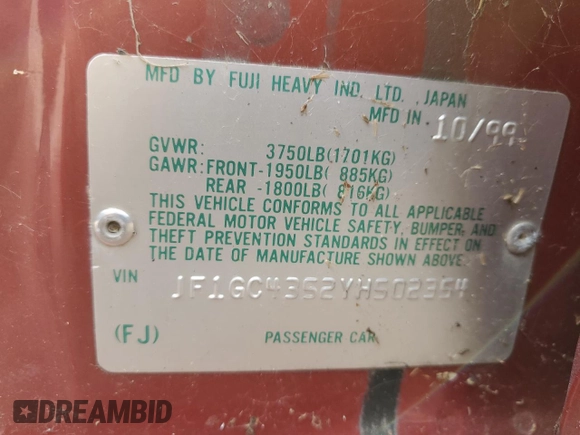 MFD BY FUJI HEAVY IND. LTD., JAPAN
MFD IN 10/99
GVWR: 3750LB(1701KG)
GAWR:FRONT-1950LB( 885KG)
REAR -1800LB( 816KG)
THIS VEHICLE CONFORMS TO ALL APPLICABLE
FEDERAL MOTOR VEHICLE SAFETY, BUMPER, AND
THEFT PREVENTION STANDARDS IN EFFECT ON
THE DATE OF MANUFACTURE SHOWN ABOVE.
VIN JF1GC4352YH502354
(FJ) PASSENGER CAR
DREAMBID